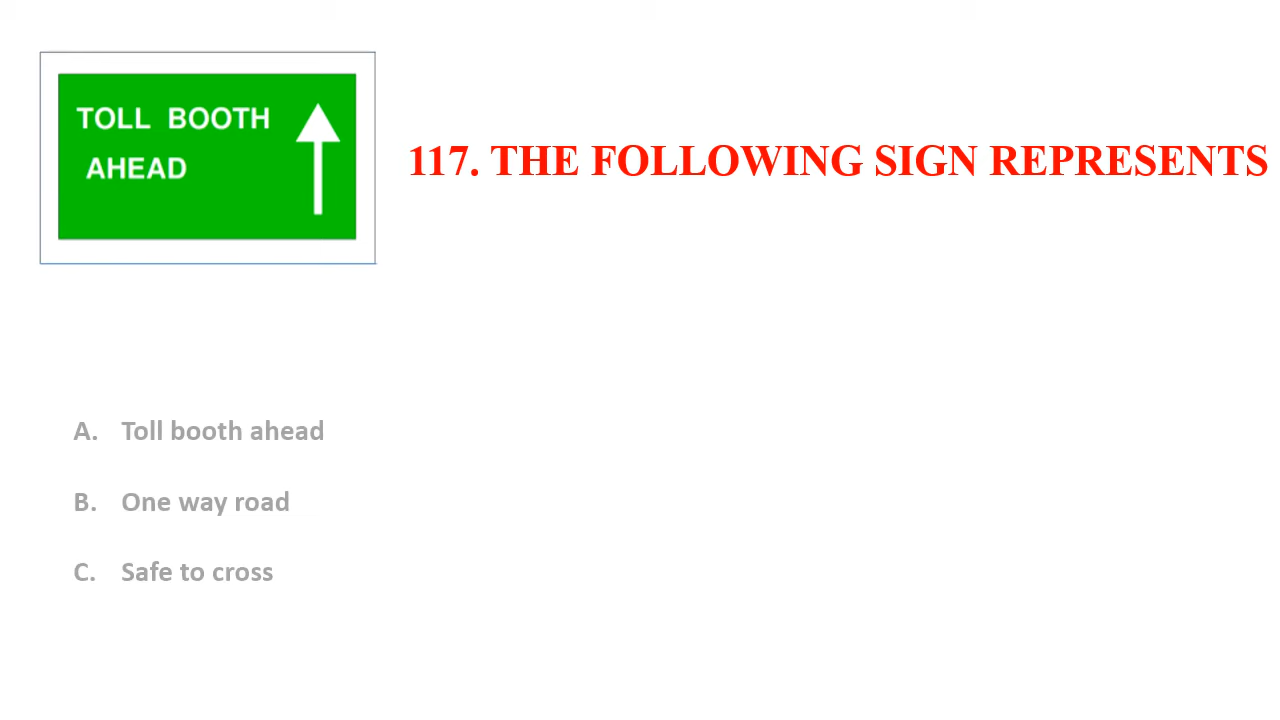 TOLL BOOTH
AHEAD
117. THE FOLLOWING SIGN REPRESENTS
A. Toll booth ahead
B. One way road
C. Safe to cross